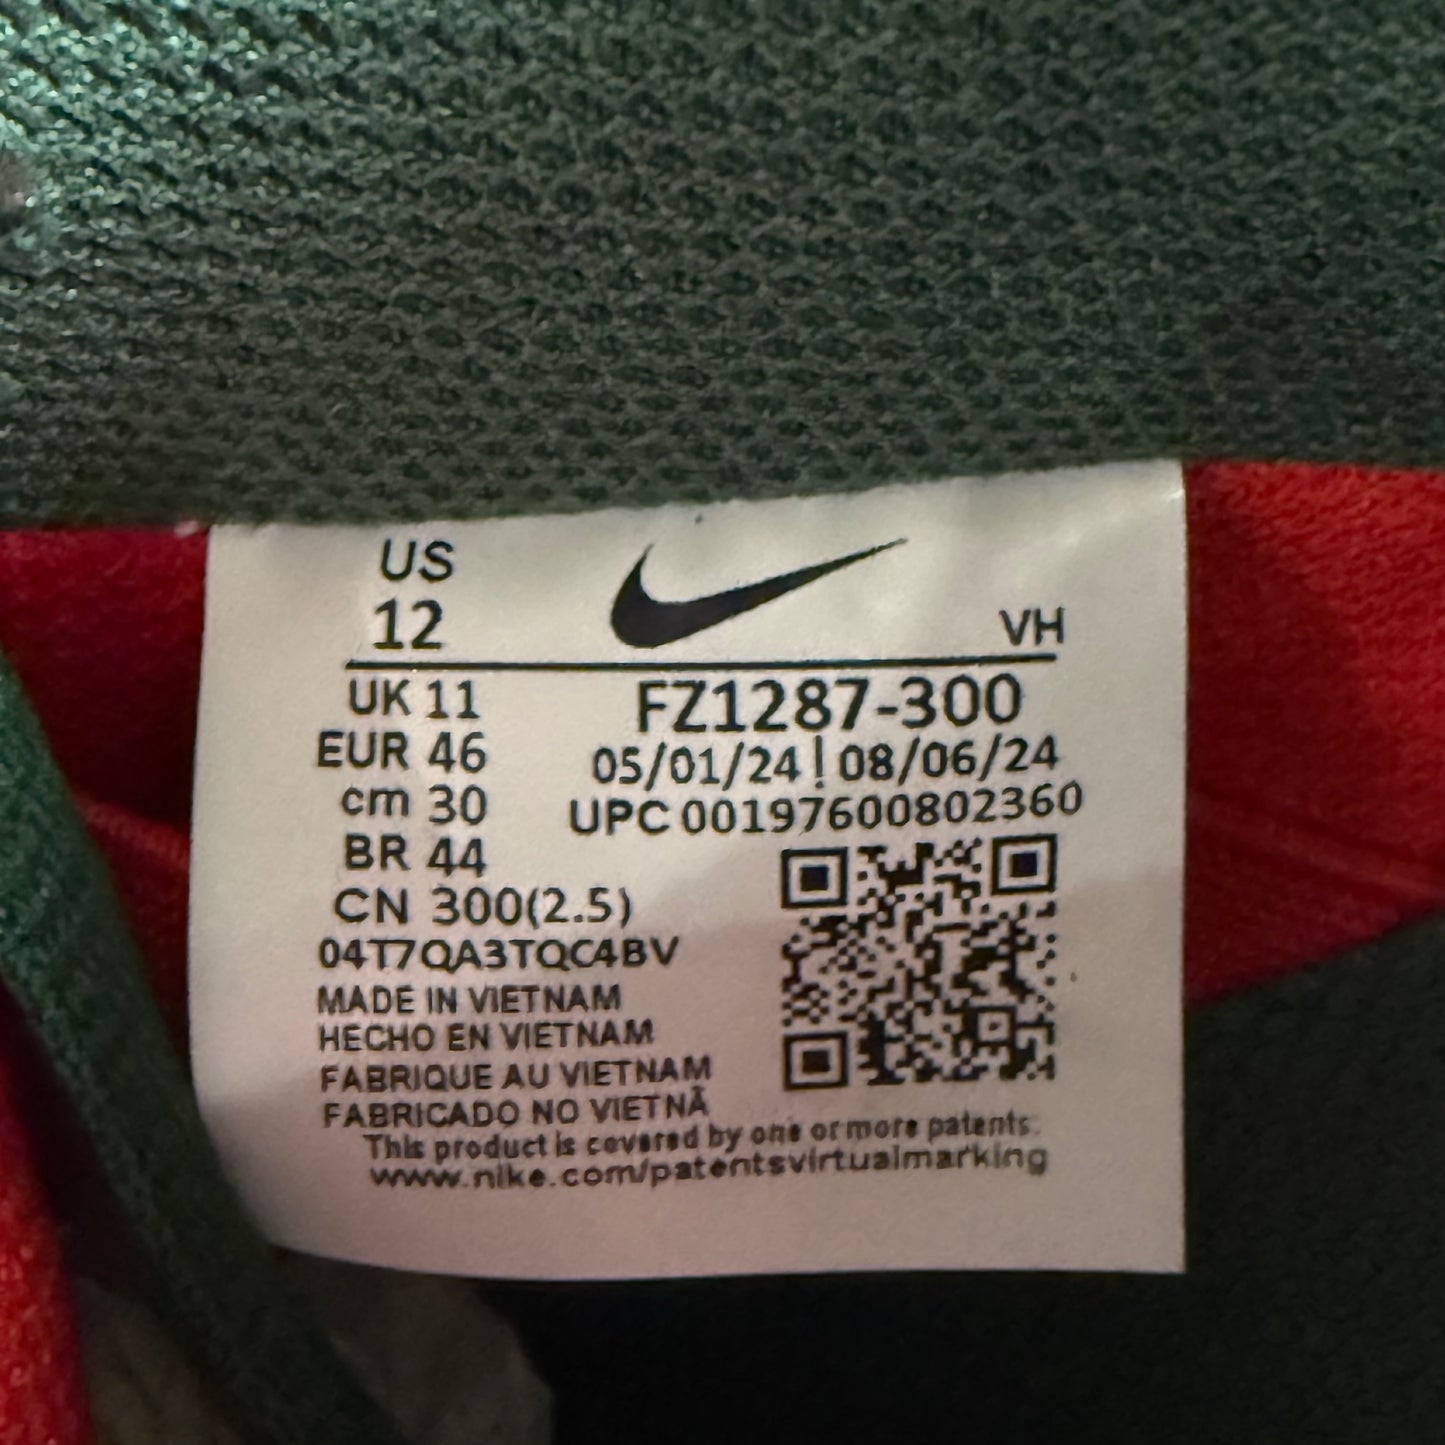 US
12
VH
UK 11
EUR 46
cm 30
BR 44
CN 300(2.5)
FZ1287-300
05/01/24 | 08/06/24
UPC 00197600802360
04T7QA3TQC4BV
MADE IN VIETNAM
HECHO EN VIETNAM
FABRIQUE AU VIETNAM
FABRICADO NO VIETNÃ
This product is covered by one or more patents.
www.nike.com/patentsvirtualmarking